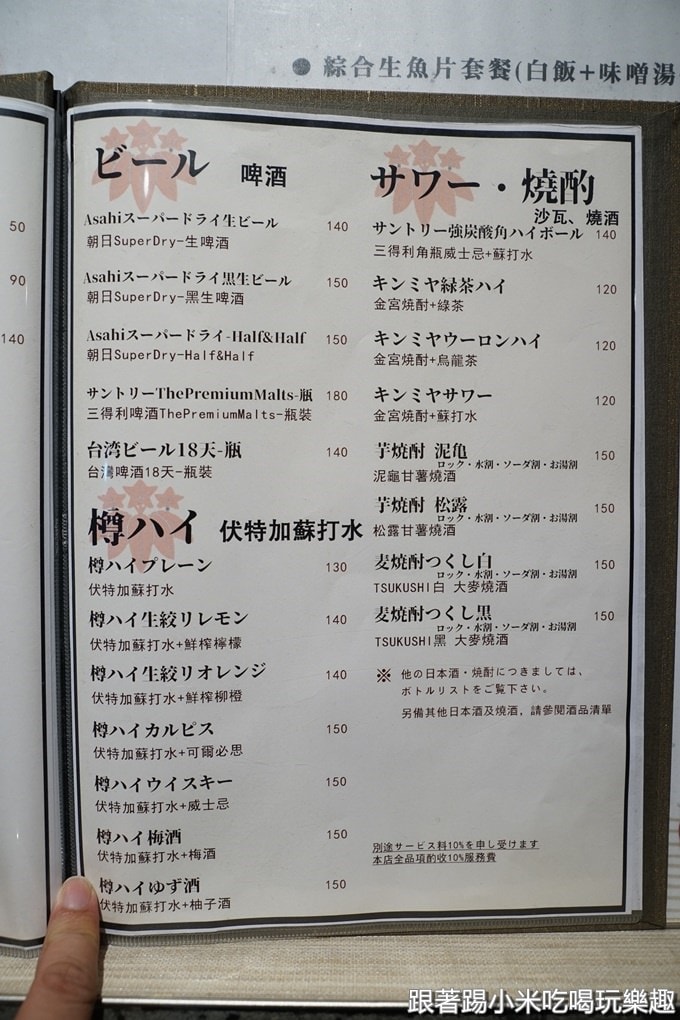 ● 綜合生魚片套餐(白飯+味噌湯
50
90
140
ビール 啤酒
Asahiスーパードライ生ビール 140
朝日SuperDry-生啤酒
Asahiスーパードライ黒生ビール 150
朝日SuperDry-黑生啤酒
Asahiスーパードライ-Half&Half 150
朝日SuperDry-Half&Half
サントリーThePremiumMalts-瓶 180
三得利啤酒ThePremiumMalts-瓶裝
台湾ビール18天-瓶 140
台灣啤酒18天-瓶裝
樽ハイ 伏特加蘇打水
樽ハイプレーン 130
伏特加蘇打水
樽ハイ生絞リレモン 140
伏特加蘇打水+鮮榨檸檬
樽ハイ生絞リオレンジ 140
伏特加蘇打水+鮮榨柳橙
樽ハイカルピス 150
伏特加蘇打水+可爾必思
樽ハイウイスキー 150
伏特加蘇打水+威士忌
樽ハイ梅酒 150
伏特加蘇打水+梅酒
樽ハイゆず酒 150
伏特加蘇打水+柚子酒
サワー・燒酌
沙瓦、燒酒
サントリー強炭酸角ハイボール 140
三得利角瓶威士忌+蘇打水
キンミヤ緑茶ハイ 120
金宮燒酎+綠茶
キンミヤウーロンハイ 120
金宮燒酎+烏龍茶
キンミヤサワー 120
金宮燒酎+蘇打水
芋焼酎 泥亀 150
ロック・水割・ソーダ割・お湯割
泥龜甘薯燒酒
芋焼酎 松露 150
ロック・水割・ソーダ割・お湯割
松露甘薯燒酒
麦焼酎つくし白 150
ロック・水割・ソーダ割・お湯割
TSUKUSHI白 大麥燒酒
麦焼酎つくし黒 150
ロック・水割・ソーダ割・お湯割
TSUKUSHI黑 大麥燒酒
※ 他の日本酒・焼酎につきましては、
ボトルリストをご覧下さい。
另備其他日本酒及燒酒，請參閱酒品清單
別途サービス料10%を申し受けます
本店全品項酌收10%服務費
跟著踢小米吃喝玩樂趣